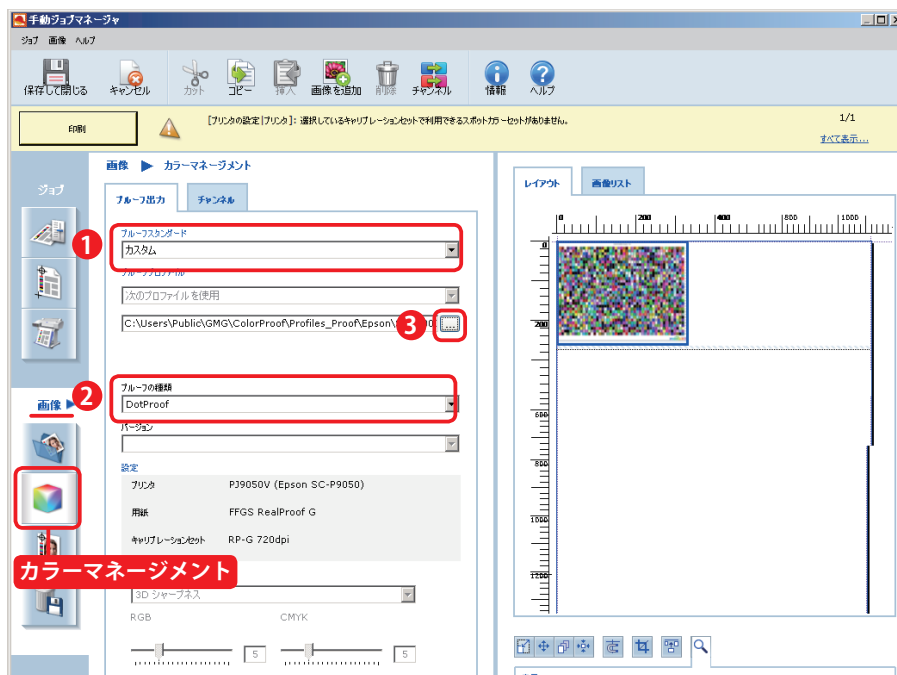 手動ジョブマネージャ
ジョブ 画像 ヘルプ
保存して閉じる キャンセル カット コピー 挿入 画像を追加 削除 チャンネル 情報 ヘルプ
印刷
[プリンタの設定|プリンタ]: 選択しているキャリブレーションセットで利用できるスポットカラーセットがありません。
1/1
すべて表示...
画像 ▶ カラーマネージメント
ジョブ
プルーフ出力 チャンネル
レイアウト 画像リスト
1
プルーフスタンダード
カスタム
プルーフプロファイル
次のプロファイルを使用
C:\Users\Public\GMG\ColorProof\Profiles_Proof\Epson\
3
...
画像
2
プルーフの種類
DotProof
バージョン
設定
プリンタ PJ9050V (Epson SC-P9050)
用紙 FFGS RealProof G
キャリブレーションセット RP-G 720dpi
カラーマネージメント
3D シャープネス
RGB CMYK
5 5
0 200 400 800 1000
0
200
600
800
1000
1200